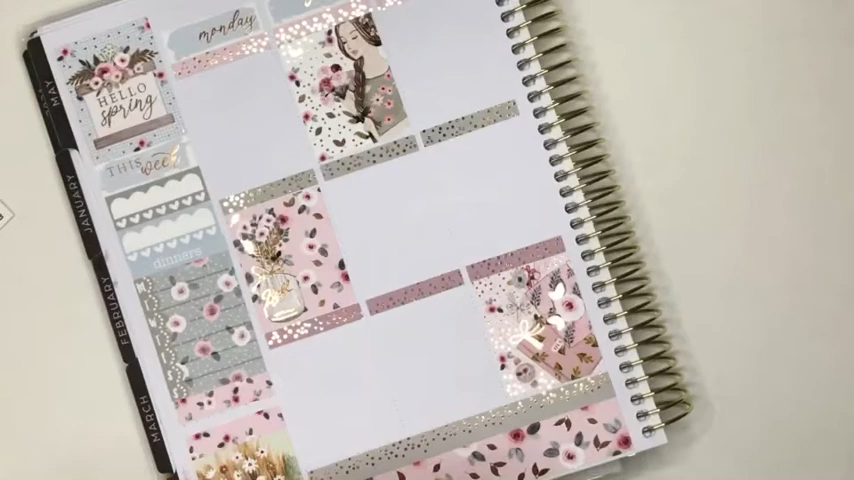 monday
HELLO
spring
THIS week
dinners
MAY
JANUARY
FEBRUARY
MARCH